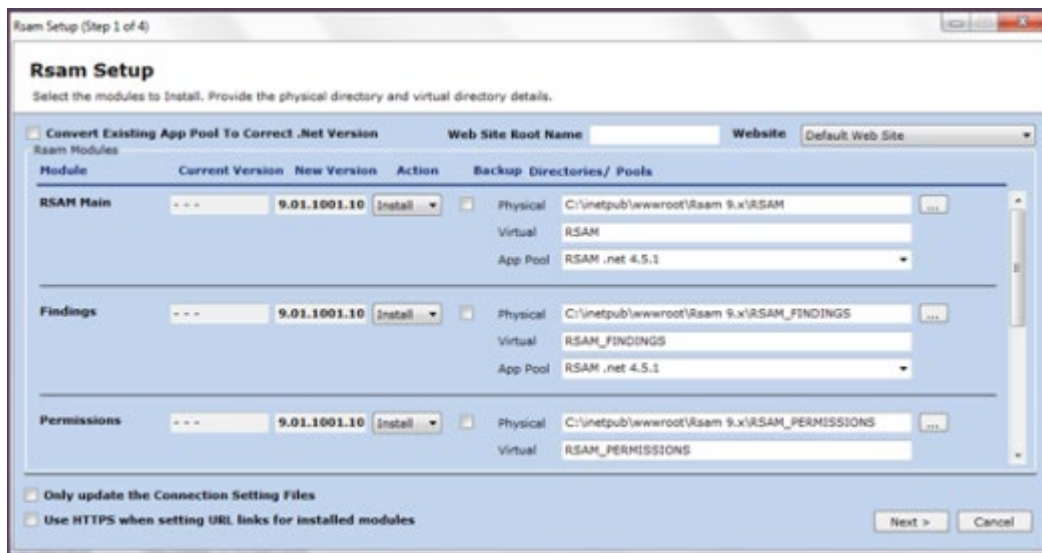 Rsam Setup (Step 1 of 4)
Rsam Setup
Select the modules to Install. Provide the physical directory and virtual directory details.
Convert Existing App Pool To Correct .Net Version Web Site Root Name Website Default Web Site
Rsam Modules
Module Current Version New Version Action Backup Directories/ Pools
RSAM Main - - - 9.01.1001.10 Install Physical C:\inetpub\wwwroot\Rsam 9.x\RSAM ...
Virtual RSAM
App Pool RSAM .net 4.5.1
Findings - - - 9.01.1001.10 Install Physical C:\inetpub\wwwroot\Rsam 9.x\RSAM_FINDINGS ...
Virtual RSAM_FINDINGS
App Pool RSAM .net 4.5.1
Permissions - - - 9.01.1001.10 Install Physical C:\inetpub\wwwroot\Rsam 9.x\RSAM_PERMISSIONS ...
Virtual RSAM_PERMISSIONS
Only update the Connection Setting Files
Use HTTPS when setting URL links for installed modules
Next > Cancel